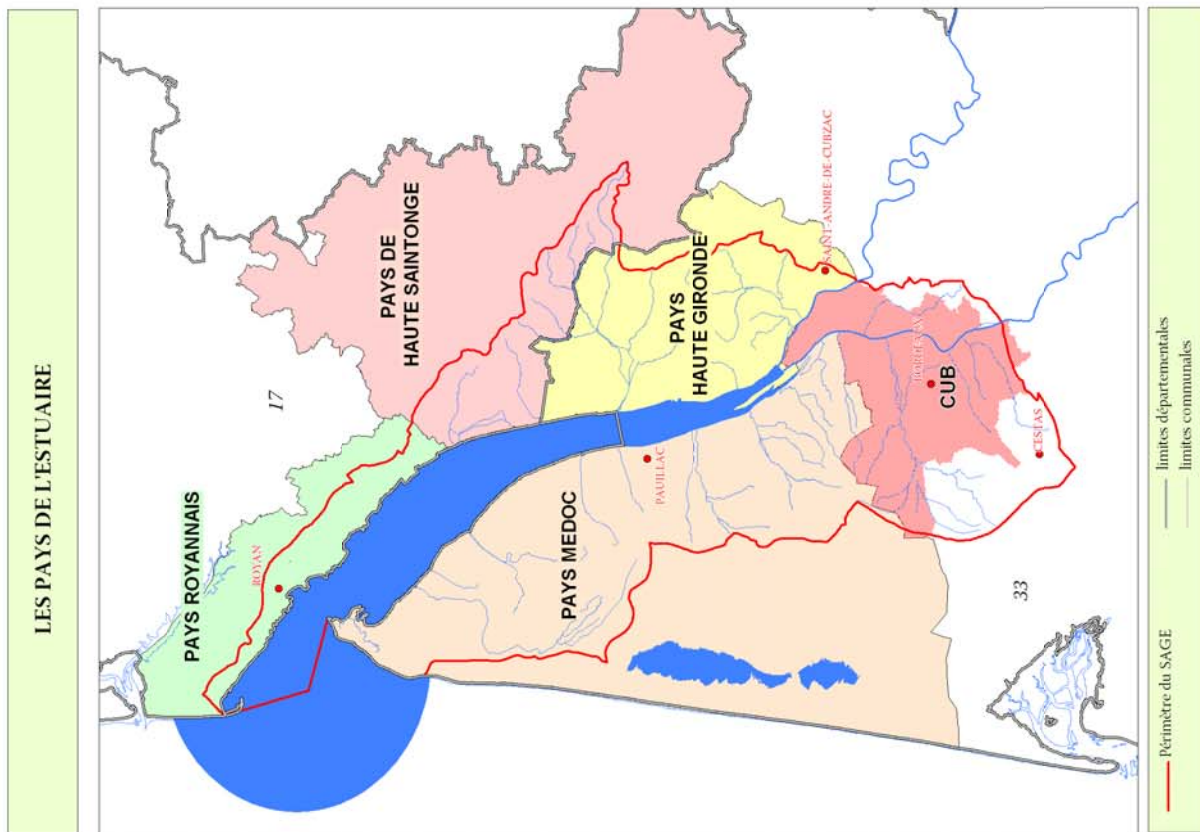 LES PAYS DE L'ESTUAIRE
17
PAYS ROYANNAIS
ROYAN
PAYS DE
HAUTE SAINTONGE
PAYS
HAUTE GIRONDE
SAINT-ANDRE-DE-CUBZAC
PAYS MEDOC
PAUILLAC
BORDEAUX
CUB
CESTAS
33
Périmètre du SAGE
limites départementales
limites communales